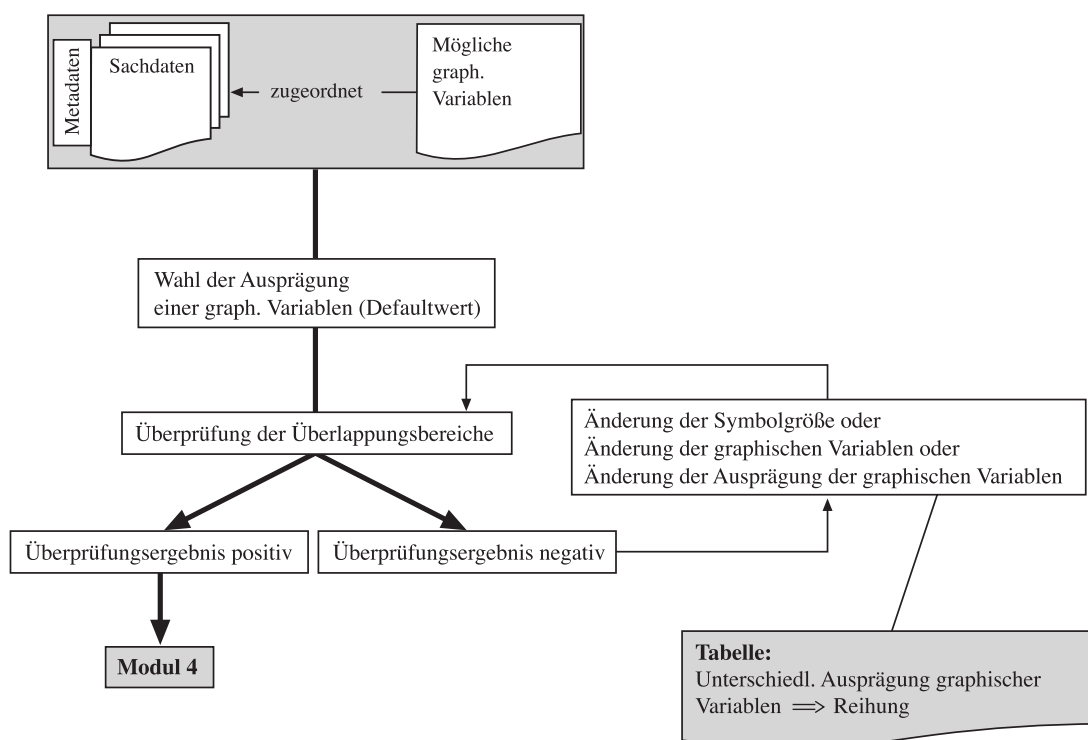 Metadaten
Sachdaten
zugeordnet
Mögliche
graph.
Variablen
Wahl der Ausprägung
einer graph. Variablen (Defaultwert)
Überprüfung der Überlappungsbereiche
Änderung der Symbolgröße oder
Änderung der graphischen Variablen oder
Änderung der Ausprägung der graphischen Variablen
Überprüfungsergebnis positiv
Überprüfungsergebnis negativ
Modul 4
Tabelle:
Unterschiedl. Ausprägung graphischer
Variablen ⟹ Reihung